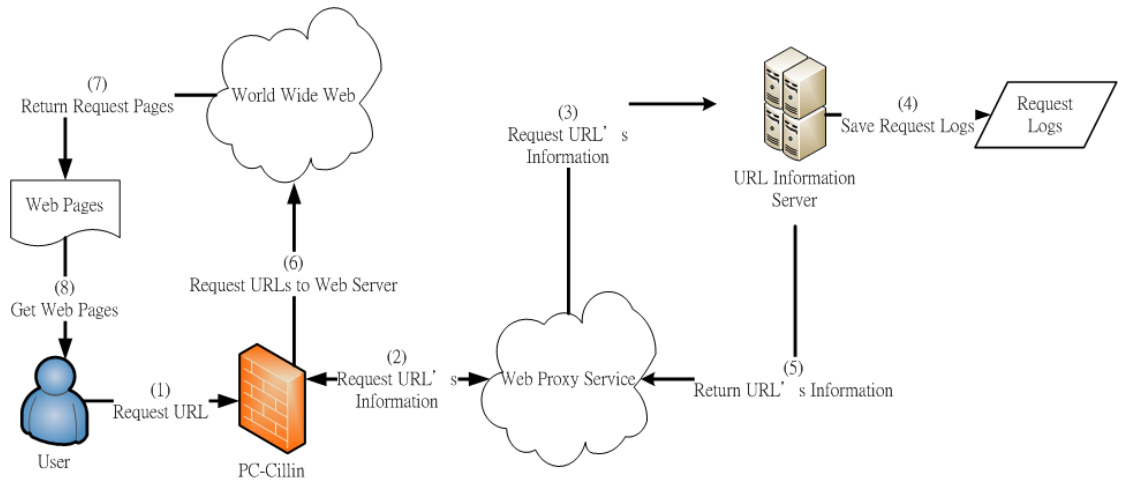 (7)
Return Request Pages
World Wide Web
(3)
Request URL’s
Information
(4)
Save Request Logs
Request
Logs
URL Information
Server
Web Pages
(6)
Request URLs to Web Server
(8)
Get Web Pages
(2)
Request URL’s
Information
Web Proxy Service
(5)
Return URL’s Information
(1)
Request URL
User
PC-Cillin